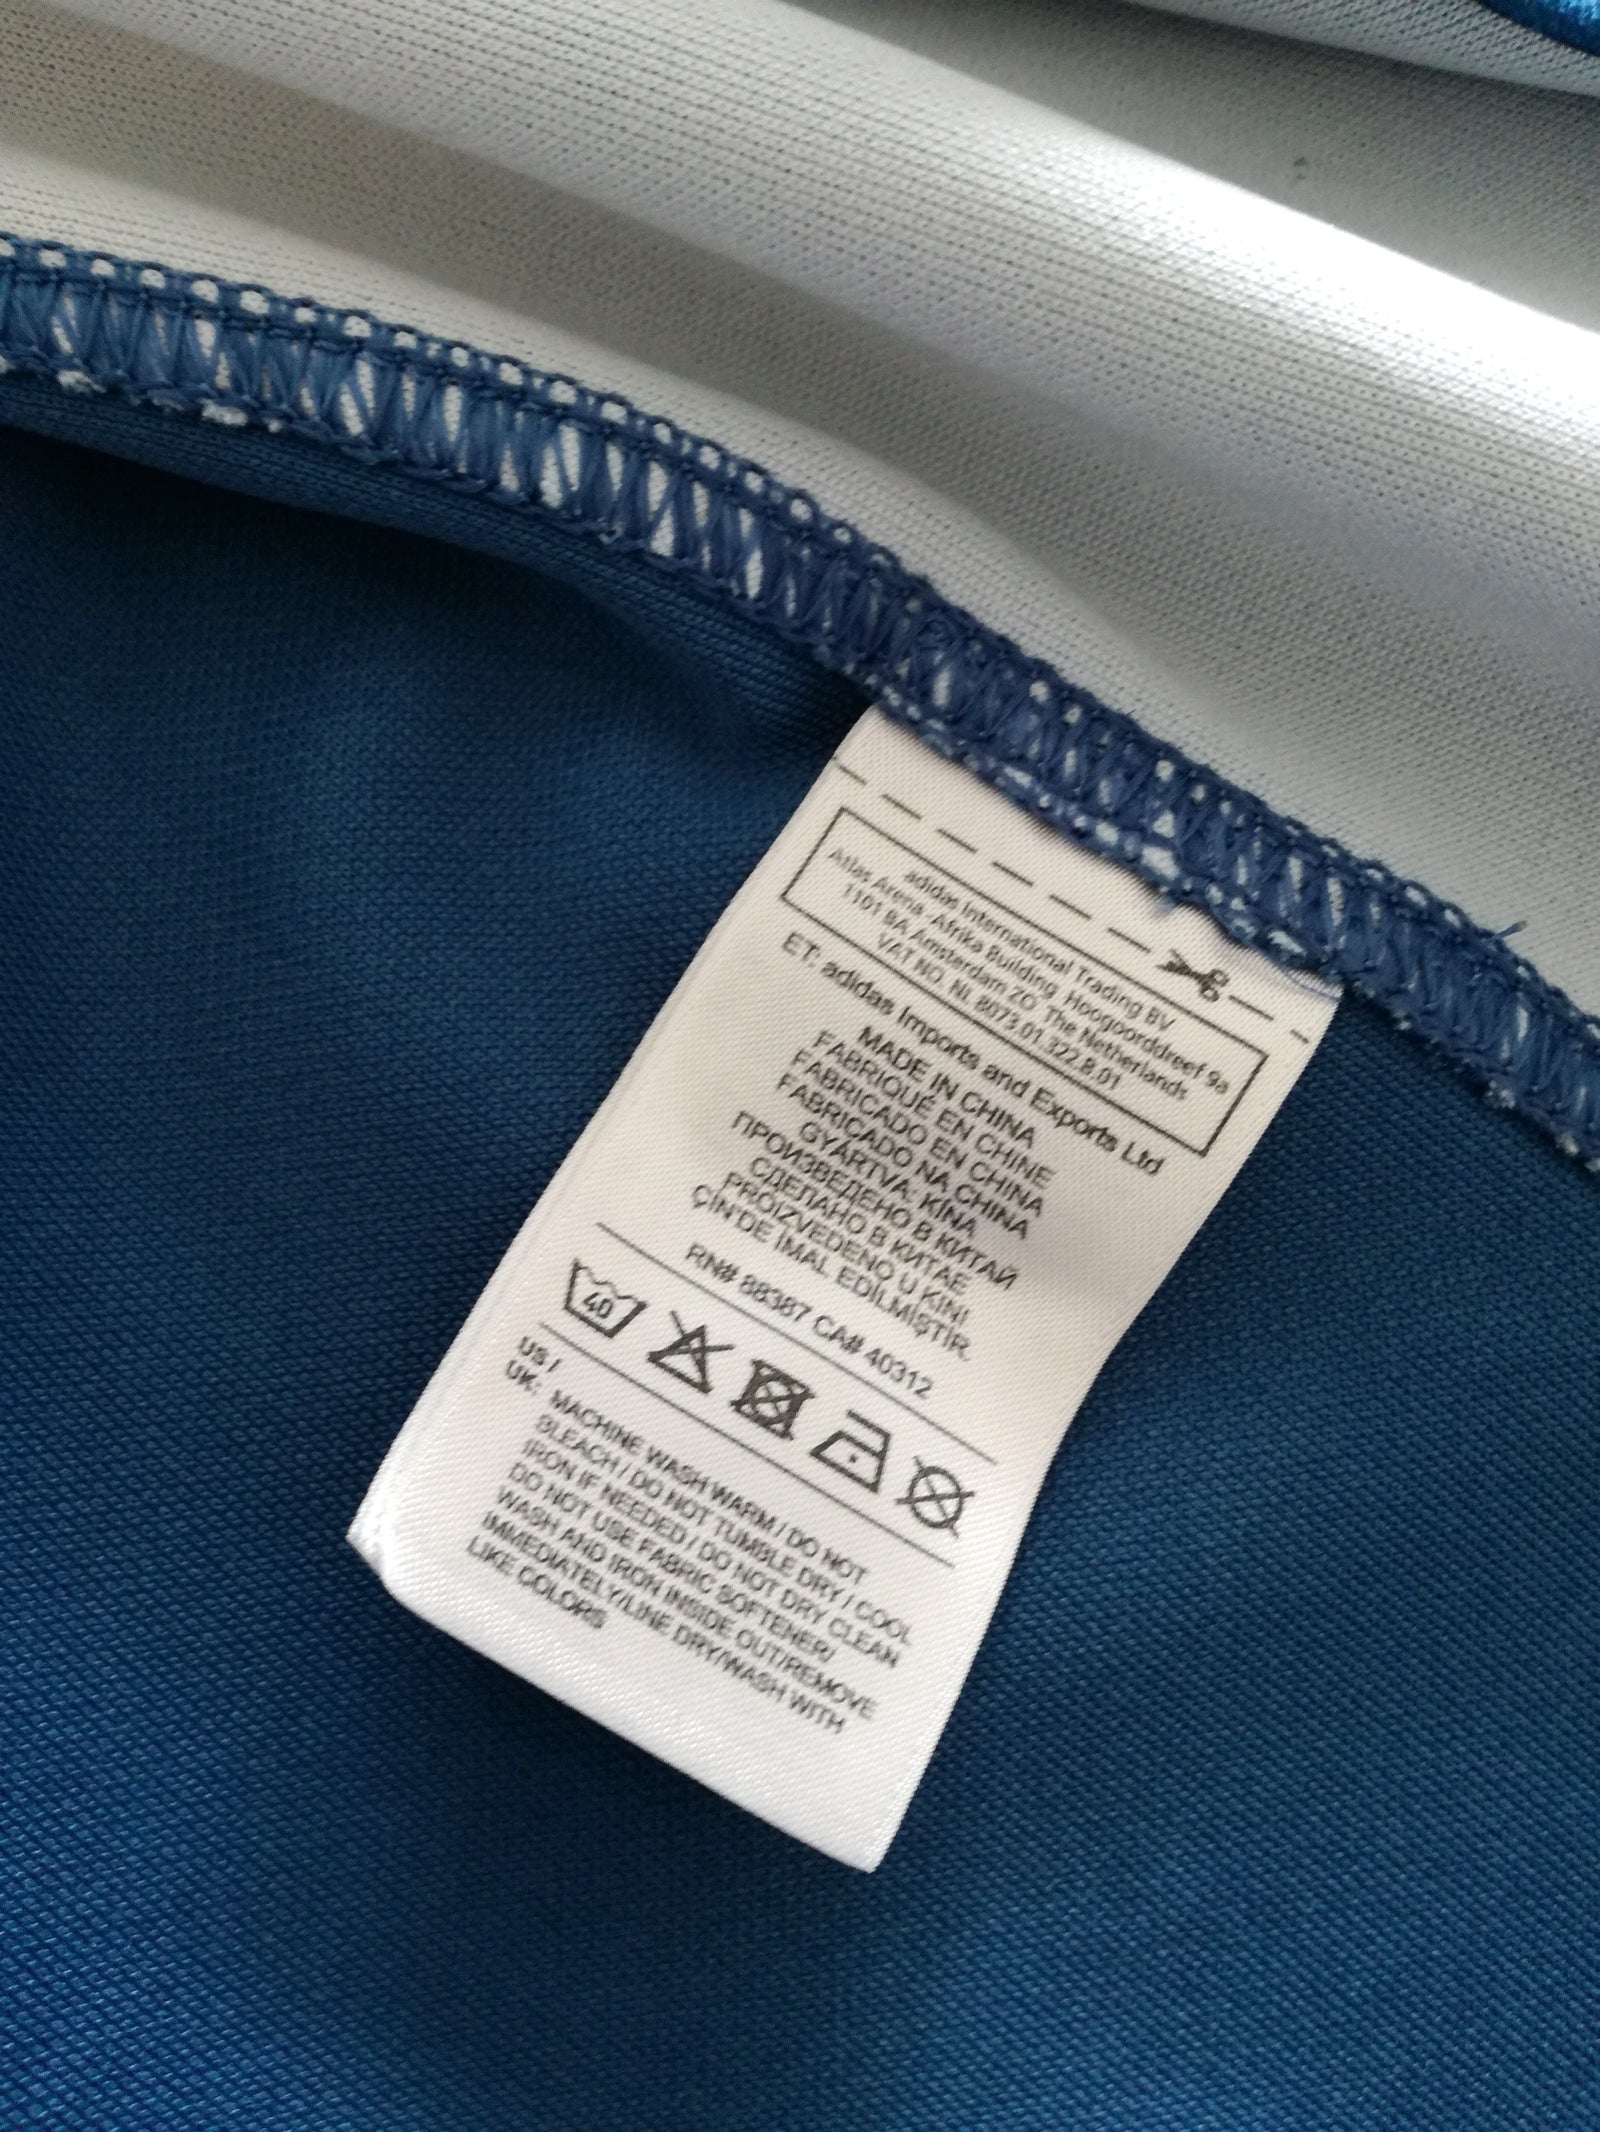 adidas International Trading BV
Atlas Arena - Afrika Building, Hoogoorddreef 9a
1101 BA Amsterdam ZO, The Netherlands
VAT NO. NL 8073.01.322.B.01
ET: adidas Imports and Exports Ltd
MADE IN CHINA
FABRIQUÉ EN CHINE
FABRICADO EN CHINA
FABRICADO NA CHINA
GYÁRTVA: KÍNA
ПРОИЗВЕДЕНО В КИТАЙ
СДЕЛАНО В КИТАЕ
PROIZVEDENO U KINI.
ÇİN'DE İMAL EDİLMİŞTİR.
RN# 88387 CA# 40312
40
US /
UK: MACHINE WASH WARM / DO NOT
BLEACH / DO NOT TUMBLE DRY / COOL
IRON IF NEEDED / DO NOT DRY CLEAN
DO NOT USE FABRIC SOFTENER/
WASH AND IRON INSIDE OUT/REMOVE
IMMEDIATELY/LINE DRY/WASH WITH
LIKE COLORS